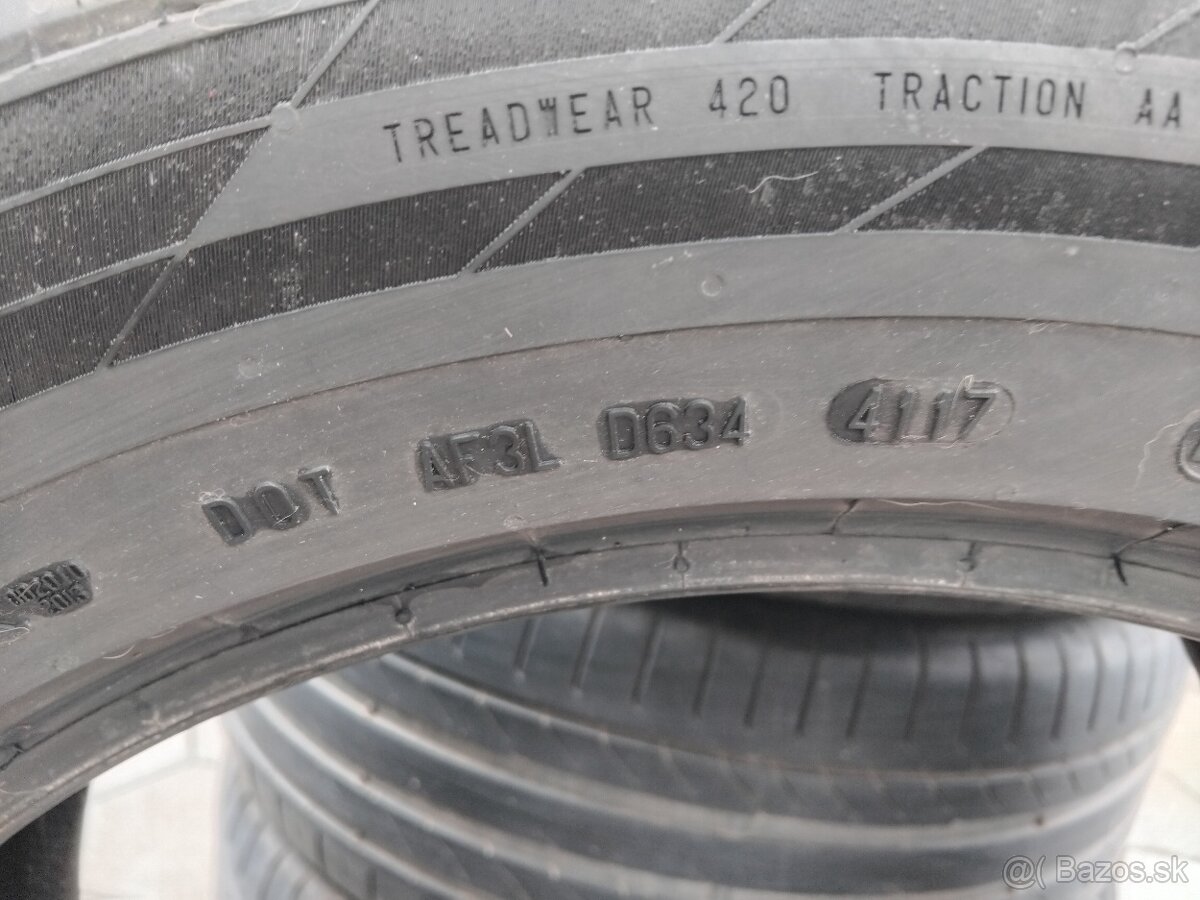 TREADWEAR 420 TRACTION AA
DOT AF3L D634 4117
@( Bazos.sk